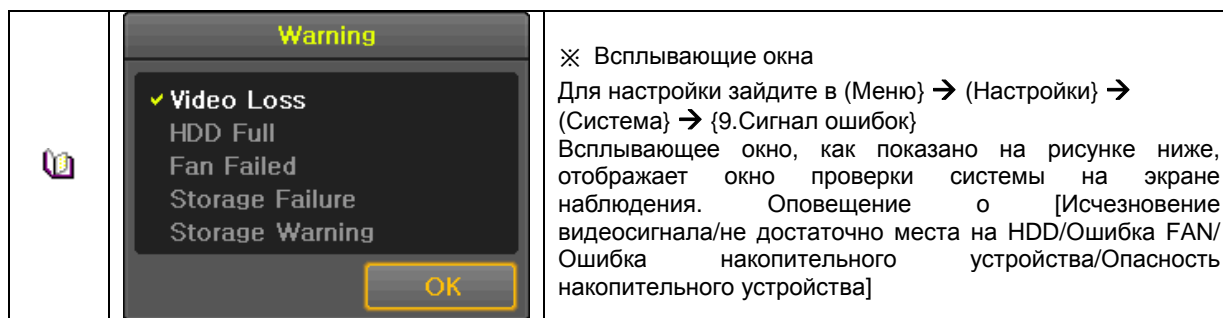 Warning
✓ Video Loss
HDD Full
Fan Failed
Storage Failure
Storage Warning
OK
※ Всплывающие окна
Для настройки зайдите в (Меню} → (Настройки} →
(Система} → {9.Сигнал ошибок}
Всплывающее окно, как показано на рисунке ниже,
отображает окно проверки системы на экране
наблюдения. Оповещение о [Исчезновение
видеосигнала/не достаточно места на HDD/Ошибка FAN/
Ошибка накопительного устройства/Опасность
накопительного устройства]